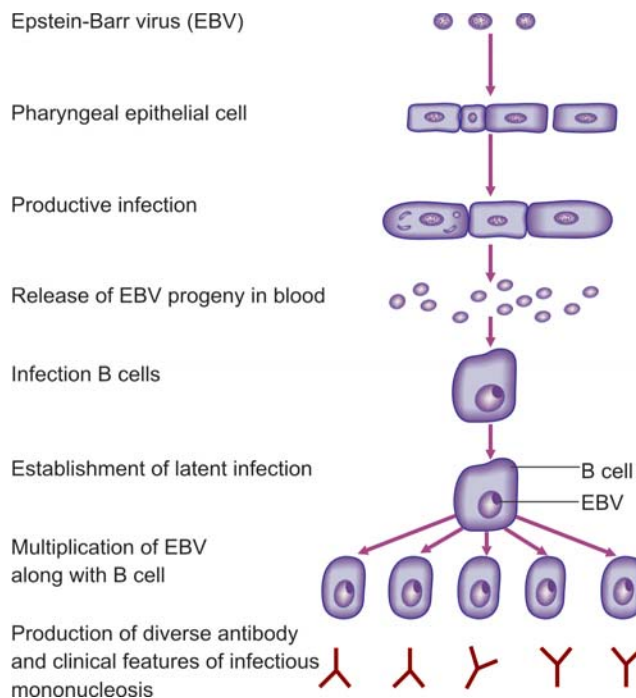 Epstein-Barr virus (EBV)
Pharyngeal epithelial cell
Productive infection
Release of EBV progeny in blood
Infection B cells
Establishment of latent infection
B cell
EBV
Multiplication of EBV
along with B cell
Production of diverse antibody
and clinical features of infectious
mononucleosis